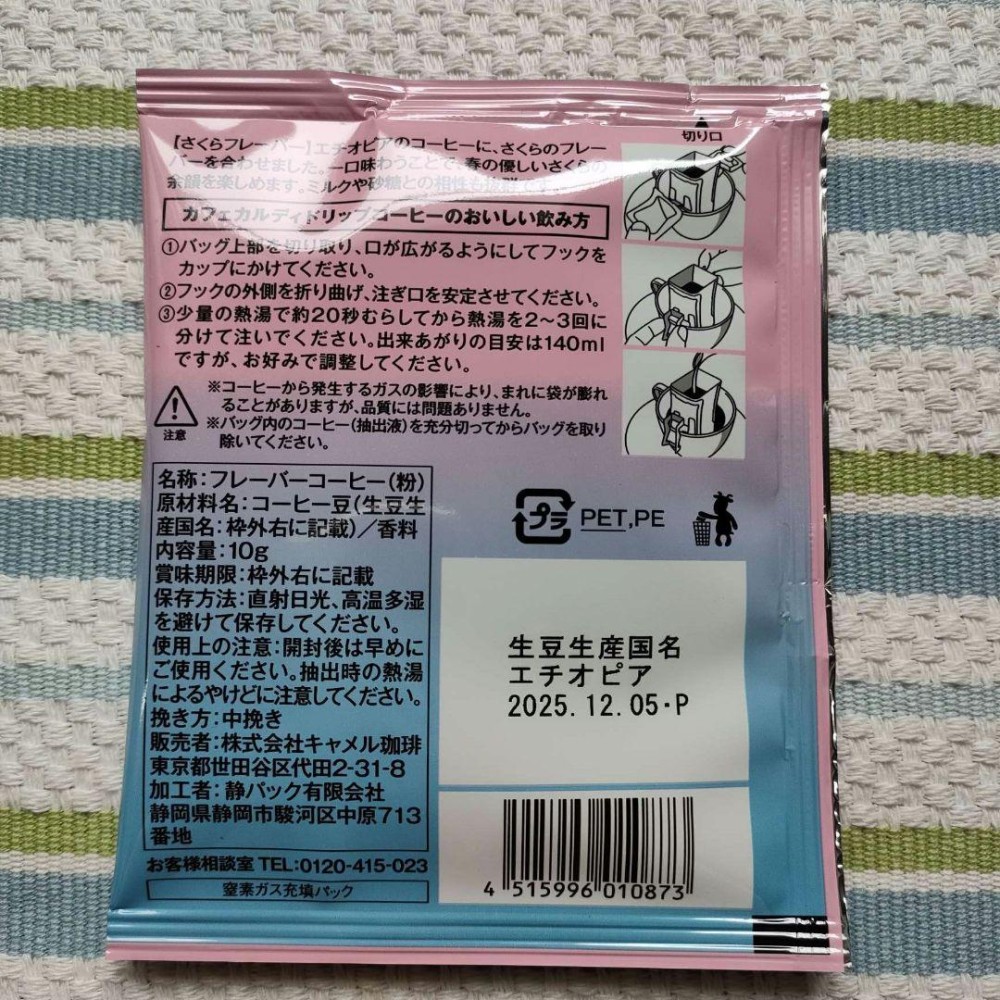 【さくらフレーバー】エチオピアのコーヒーに、さくらのフレー
バーを合わせました。一口味わうことで、春の優しいさくらの
余韻を楽しめます。ミルクや砂糖との相性も抜群です。
カフェカルディドリップコーヒーのおいしい飲み方
①バッグ上部を切り取り、口が広がるようにしてフックを
カップにかけてください。
②フックの外側を折り曲げ、注ぎ口を安定させてください。
③少量の熱湯で約20秒むらしてから熱湯を2～3回に
分けて注いでください。出来あがりの目安は140ml
ですが、お好みで調整してください。
切り口
注意
※コーヒーから発生するガスの影響により、まれに袋が膨れ
ることがありますが、品質には問題ありません。
※バッグ内のコーヒー(抽出液)を充分切ってからバッグを取り
除いてください。
名称:フレーバーコーヒー(粉)
原材料名:コーヒー豆(生豆生
産国名:枠外右に記載)/香料
内容量:10g
賞味期限:枠外右に記載
保存方法:直射日光、高温多湿
を避けて保存してください。
使用上の注意:開封後は早めに
ご使用ください。抽出時の熱湯
によるやけどに注意してください。
挽き方:中挽き
販売者:株式会社キャメル珈琲
東京都世田谷区代田2-31-8
加工者:静パック有限会社
静岡県静岡市駿河区中原713
番地
お客様相談室 TEL:0120-415-023
窒素ガス充填パック
プラ PET,PE
生豆生産国名
エチオピア
2025.12.05・P
4 515996 010873